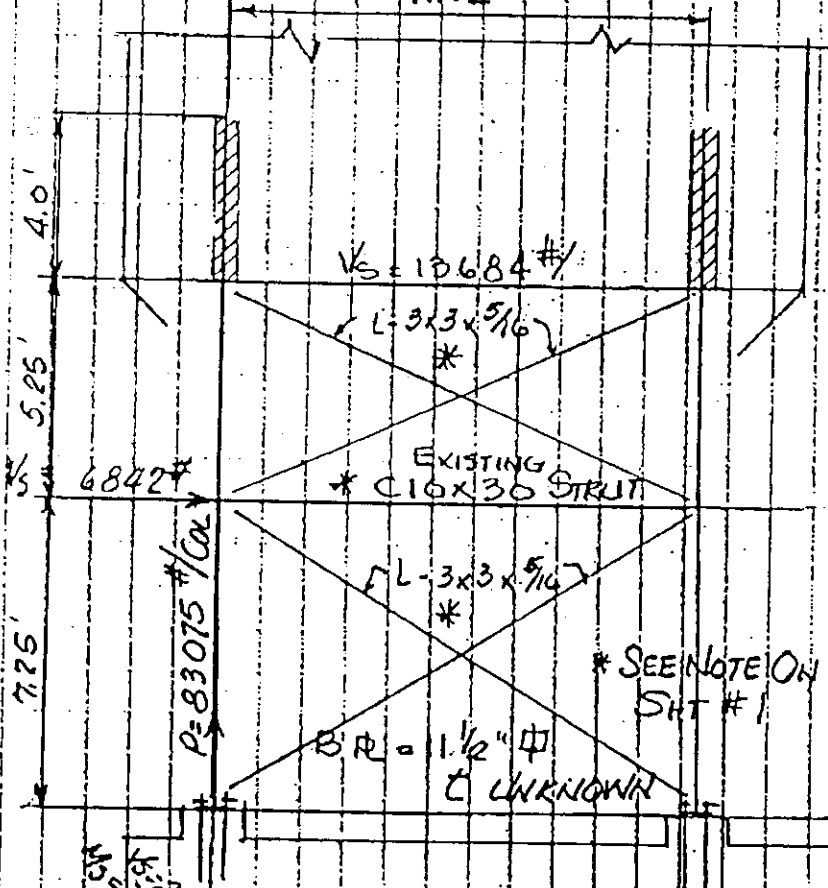 4.0'
Vs = 13684 #/
L-3x3x5/16
*
5.25'
EXISTING
* C10x30 STRUT
Vs 6842#
P=83075 #/COL
L-3x3x5/16
*
7.25'
* SEE NOTE ON
SHT #1
B PL = 11 1/2" 
t UNKNOWN